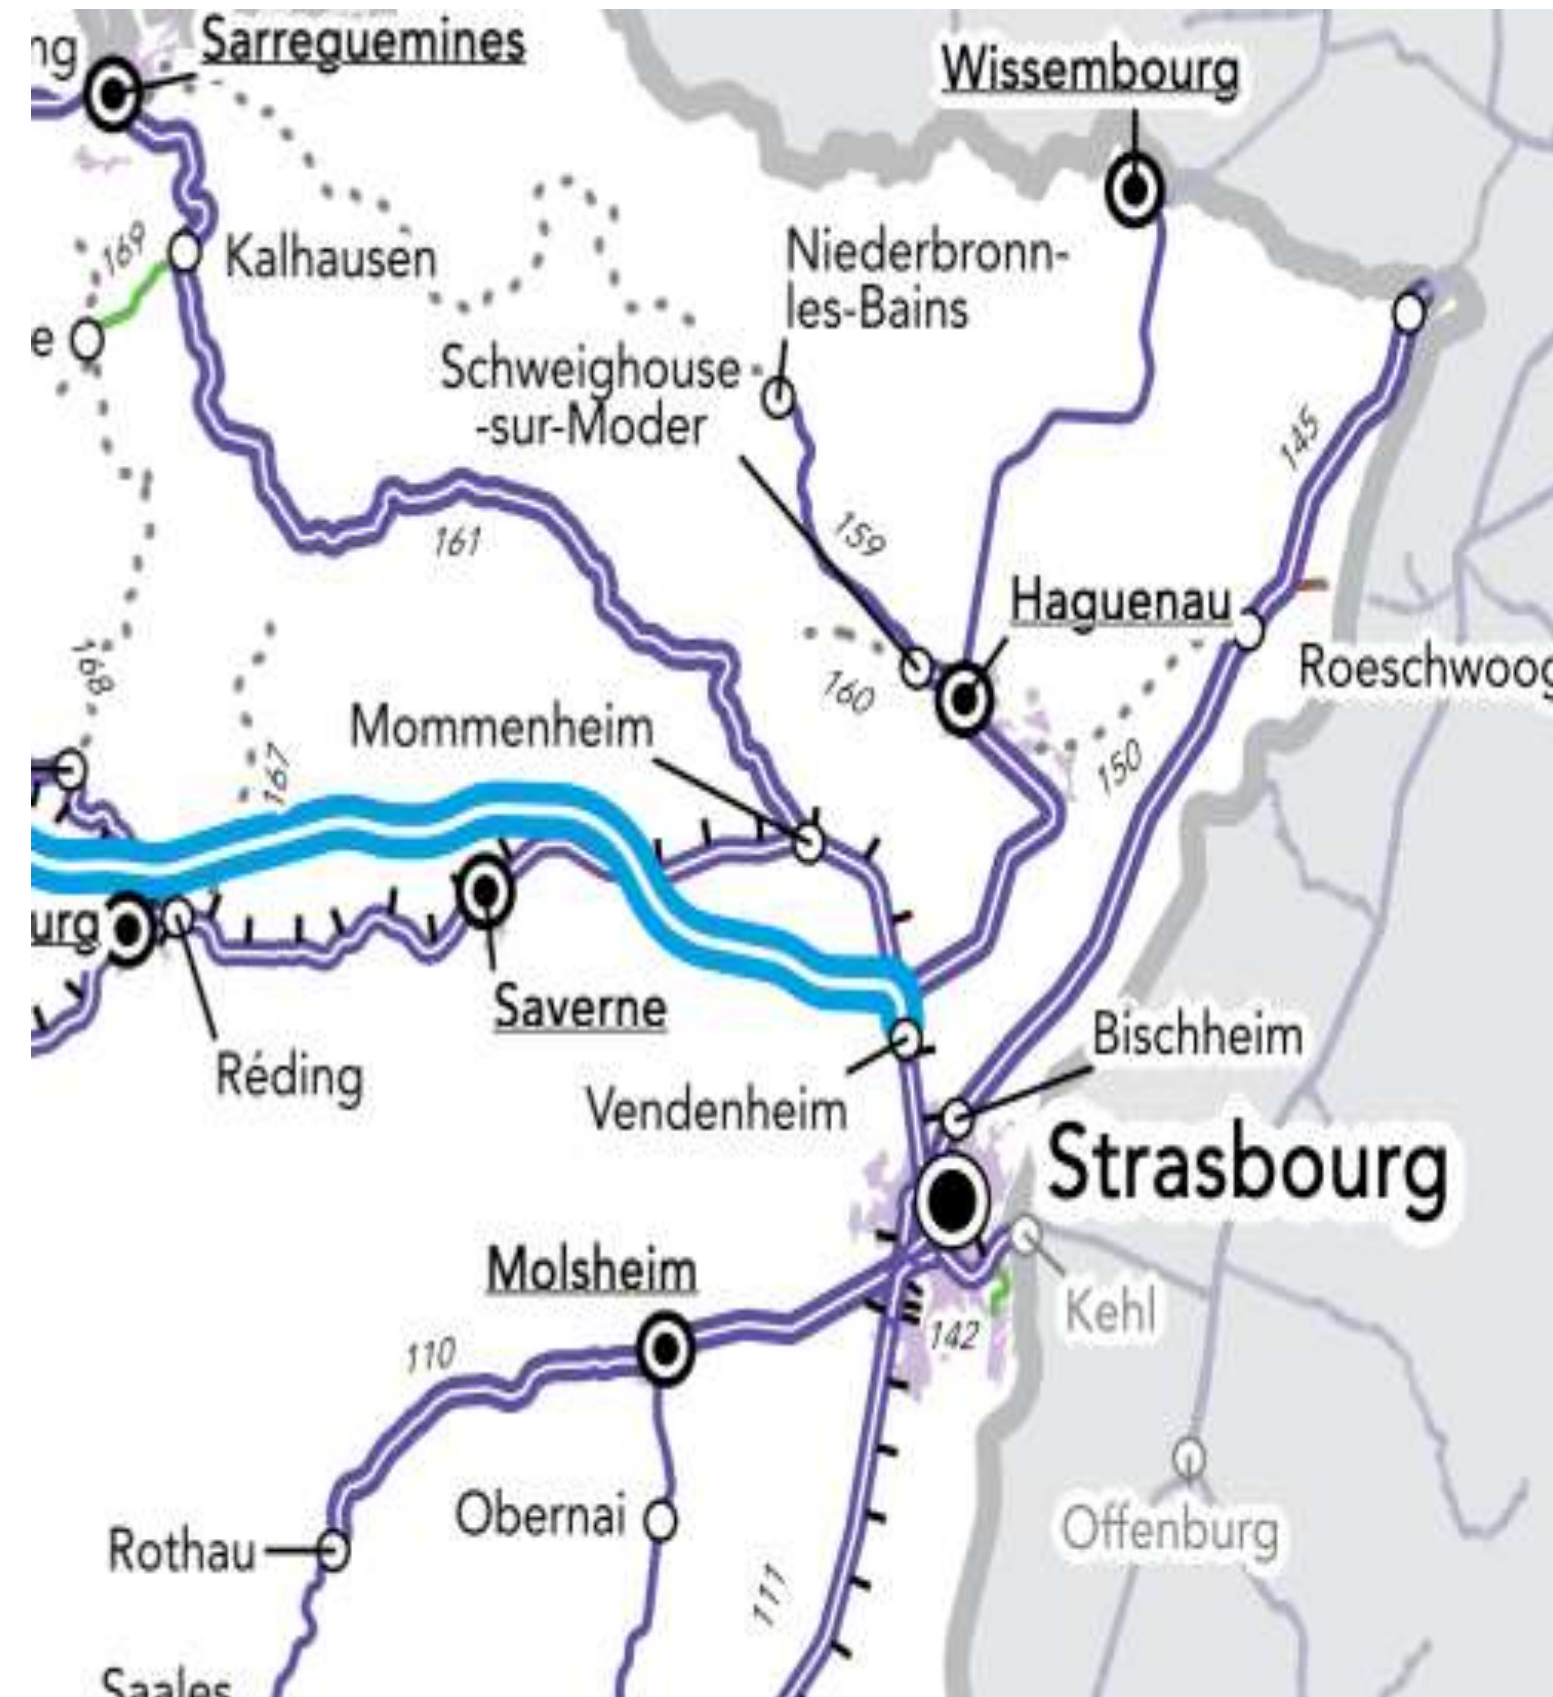 Sarreguemines
Wissembourg
169
Kalhausen
Niederbronn-
les-Bains
Schweighouse
-sur-Moder
145
161
159
Haguenau
Roeschwoog
168
160
Mommenheim
167
150
Saverne
Réding
Bischheim
Vendenheim
Strasbourg
Molsheim
Kehl
142
110
Obernai
Offenburg
Rothau
111
Saales